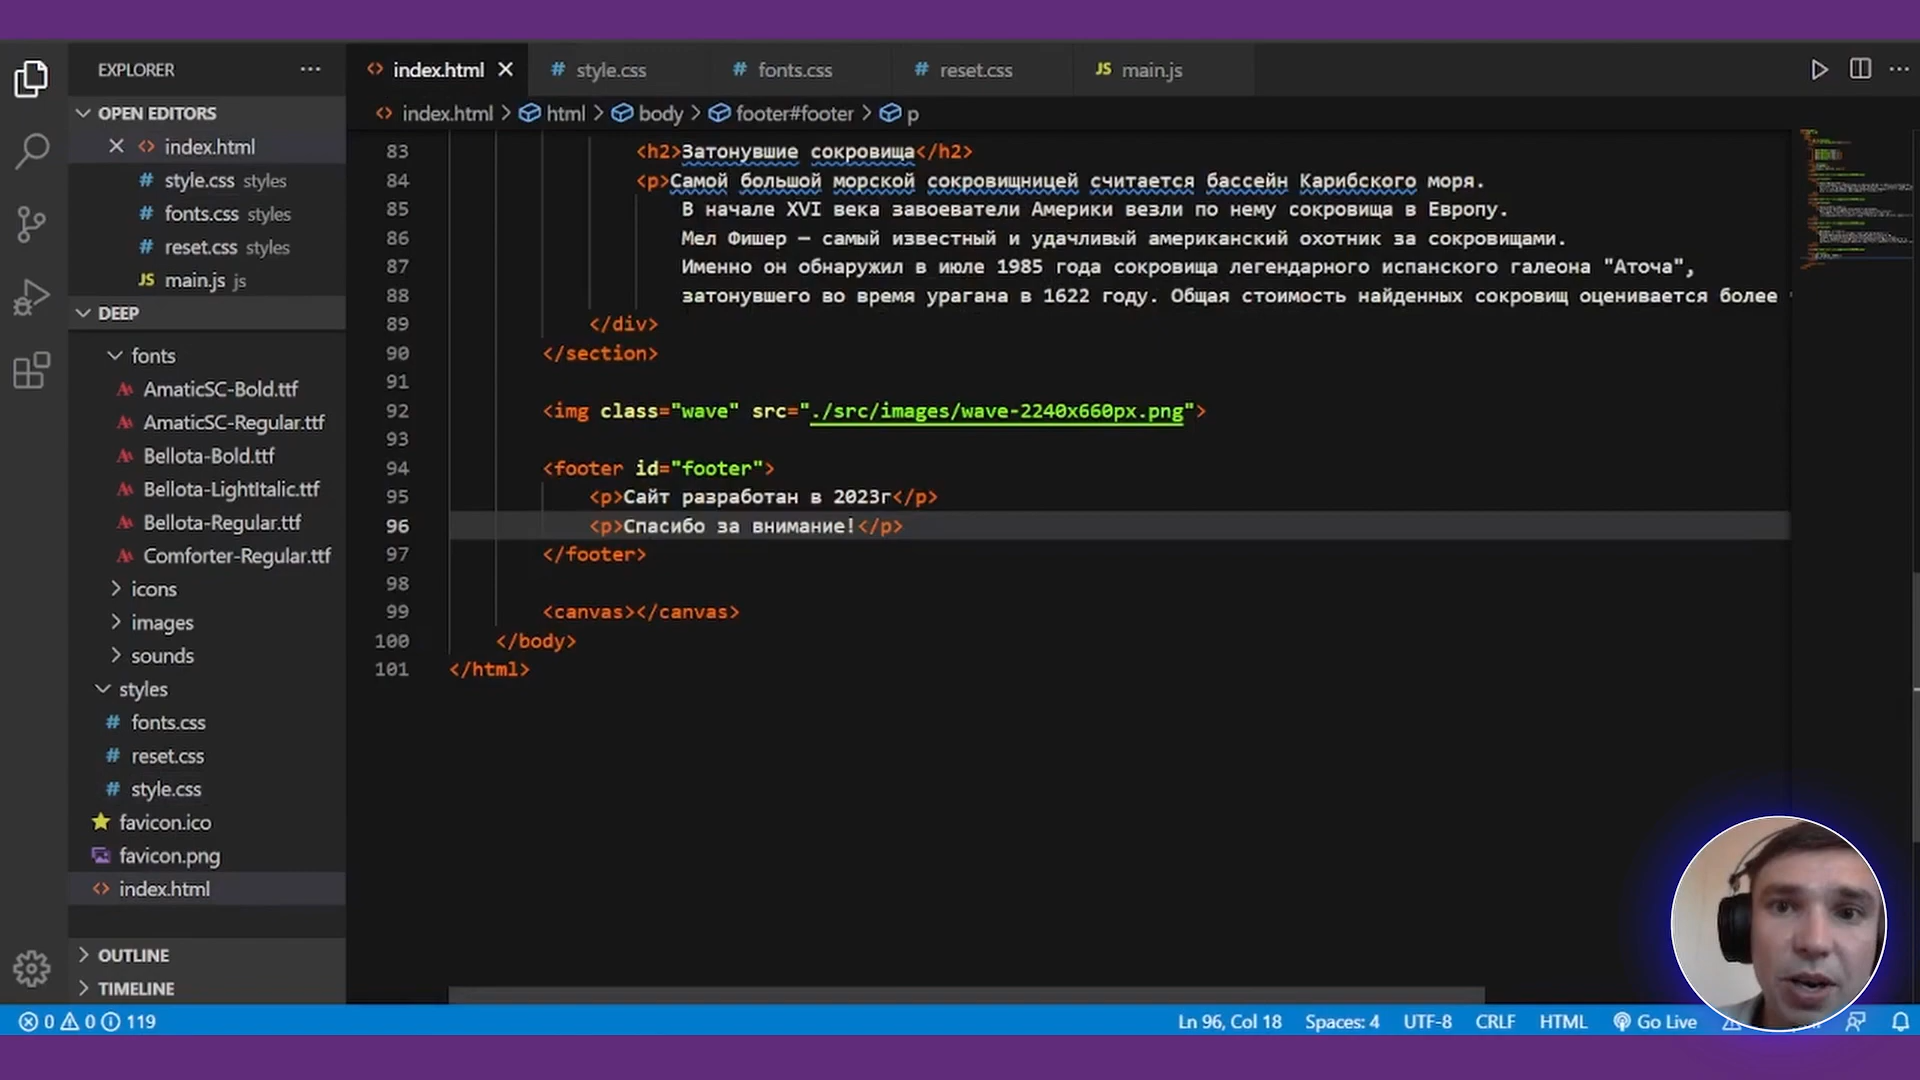 EXPLORER
index.html
style.css
fonts.css
reset.css
JS main.js
OPEN EDITORS
index.html > html > body > footer#footer > p
index.html
style.css styles
fonts.css styles
reset.css styles
JS main.js js
DEEP
fonts
AmaticSC-Bold.ttf
AmaticSC-Regular.ttf
Bellota-Bold.ttf
Bellota-LightItalic.ttf
Bellota-Regular.ttf
Comforter-Regular.ttf
icons
images
sounds
styles
fonts.css
reset.css
style.css
favicon.ico
favicon.png
index.html
OUTLINE
TIMELINE
83 <h2>Затонувшие сокровища</h2>
84 <p>Самой большой морской сокровищницей считается бассейн Карибского моря.
85 В начале XVI века завоеватели Америки везли по нему сокровища в Европу.
86 Мел Фишер — самый известный и удачливый американский охотник за сокровищами.
87 Именно он обнаружил в июле 1985 года сокровища легендарного испанского галеона "Аточа",
88 затонувшего во время урагана в 1622 году. Общая стоимость найденных сокровищ оценивается более
89 </div>
90 </section>
91
92 <img class="wave" src="./src/images/wave-2240x660px.png">
93
94 <footer id="footer">
95 <p>Сайт разработан в 2023г</p>
96 <p>Спасибо за внимание!</p>
97 </footer>
98
99 <canvas></canvas>
100 </body>
101 </html>
0 0 119
Ln 96, Col 18 Spaces: 4 UTF-8 CRLF HTML Go Live